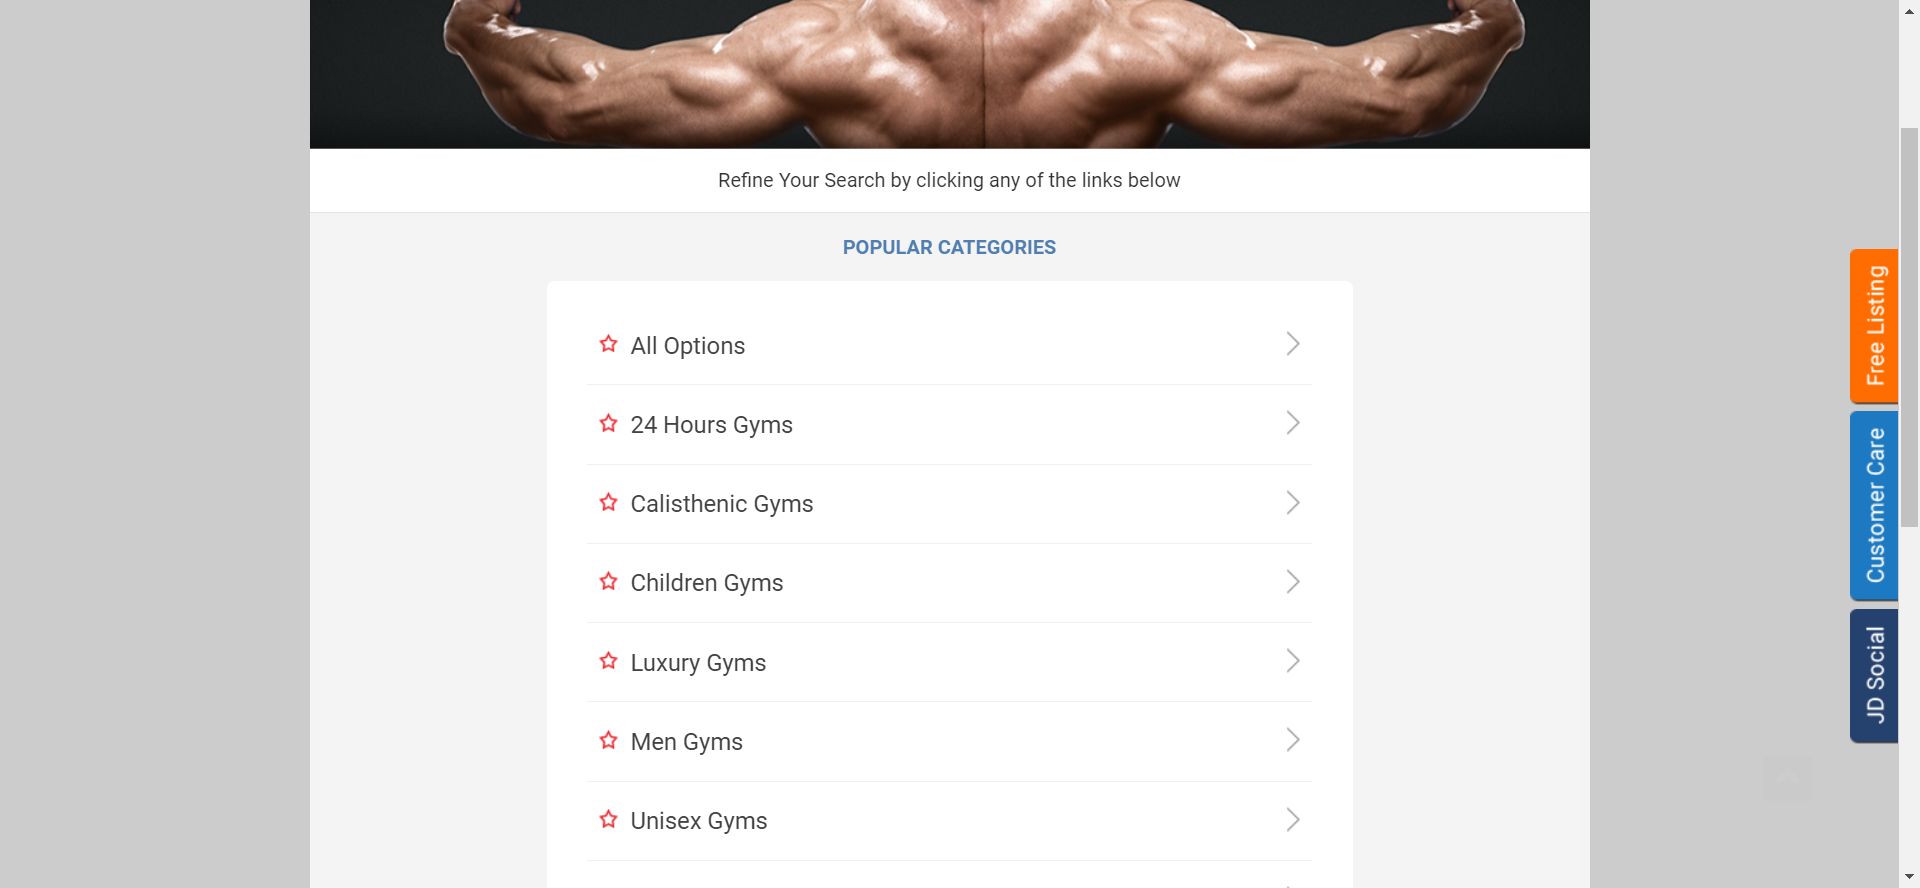 Refine Your Search by clicking any of the links below
POPULAR CATEGORIES
All Options
24 Hours Gyms
Calisthenic Gyms
Children Gyms
Luxury Gyms
Men Gyms
Unisex Gyms
Free Listing
Customer Care
JD Social